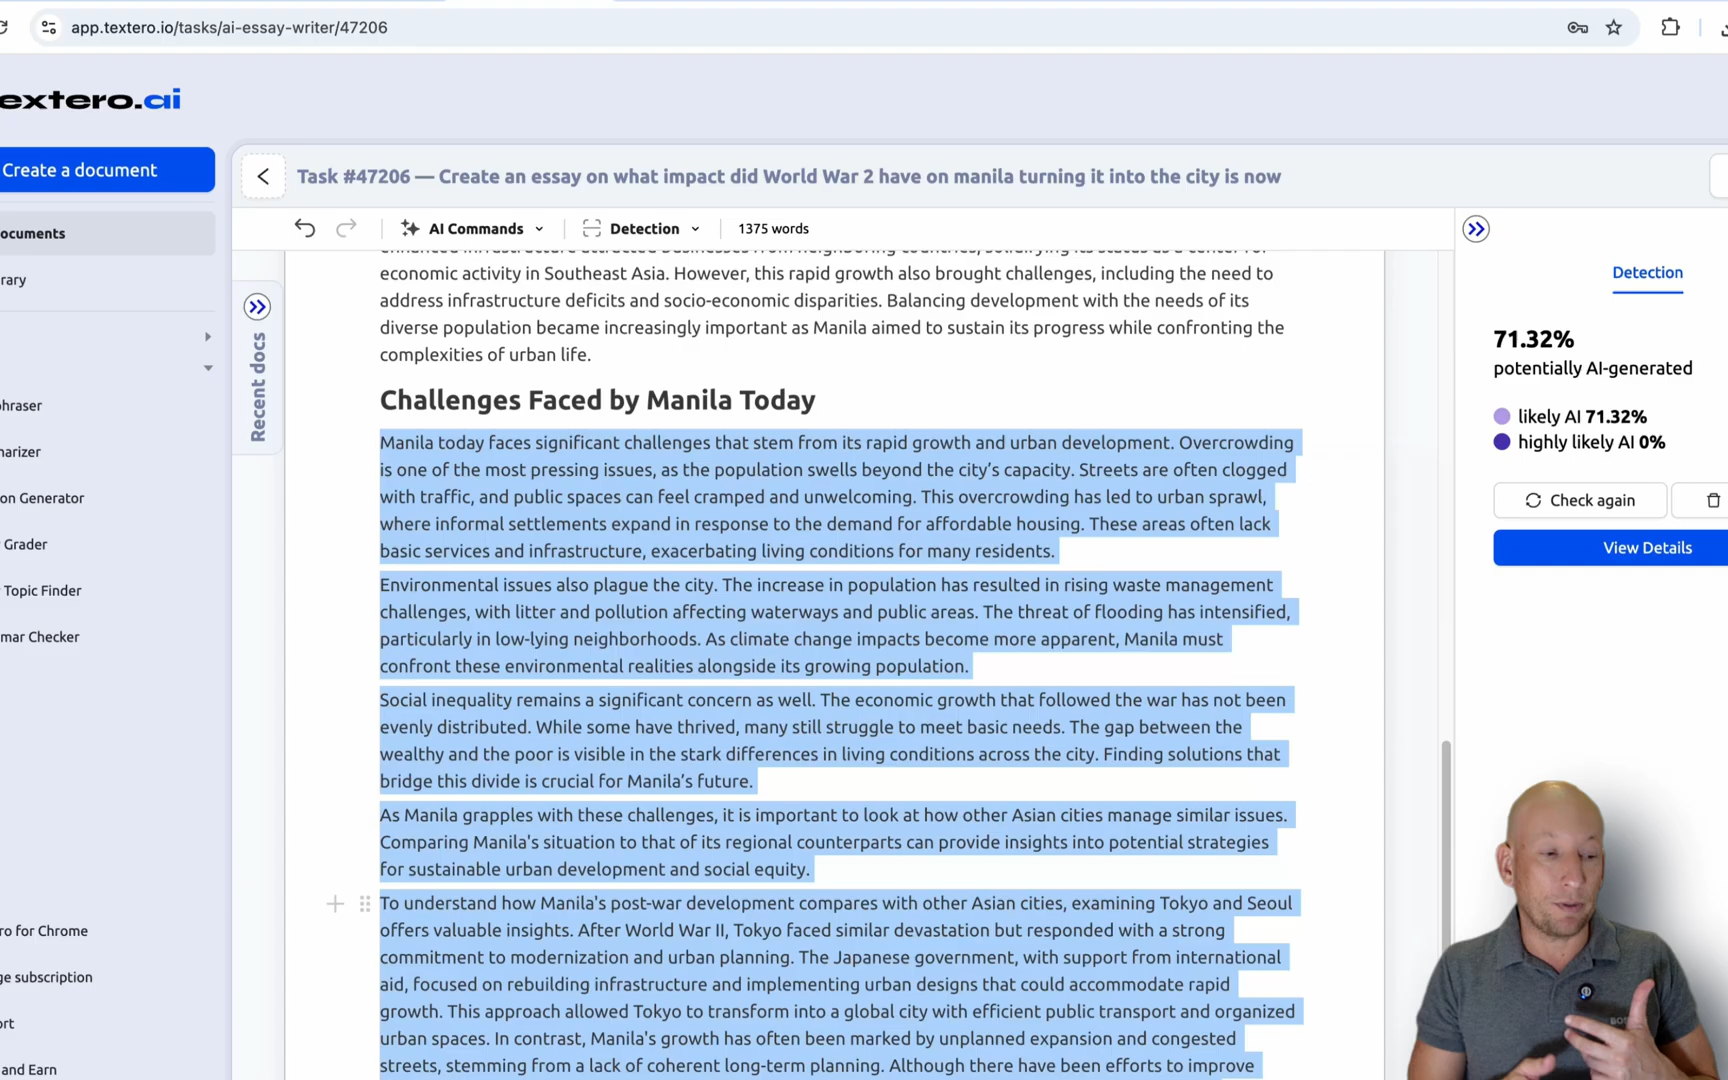 app.textero.io/tasks/ai-essay-writer/47206
extero.ai
Create a document
ocuments
rary
hraser
arizer
on Generator
Grader
Topic Finder
mar Checker
ro for Chrome
ge subscription
ort
and Earn
Recent docs
Task #47206 — Create an essay on what impact did World War 2 have on manila turning it into the city is now
AI Commands
Detection
1375 words
economic activity in Southeast Asia. However, this rapid growth also brought challenges, including the need to
address infrastructure deficits and socio-economic disparities. Balancing development with the needs of its
diverse population became increasingly important as Manila aimed to sustain its progress while confronting the
complexities of urban life.
Challenges Faced by Manila Today
Manila today faces significant challenges that stem from its rapid growth and urban development. Overcrowding
is one of the most pressing issues, as the population swells beyond the city’s capacity. Streets are often clogged
with traffic, and public spaces can feel cramped and unwelcoming. This overcrowding has led to urban sprawl,
where informal settlements expand in response to the demand for affordable housing. These areas often lack
basic services and infrastructure, exacerbating living conditions for many residents.
Environmental issues also plague the city. The increase in population has resulted in rising waste management
challenges, with litter and pollution affecting waterways and public areas. The threat of flooding has intensified,
particularly in low-lying neighborhoods. As climate change impacts become more apparent, Manila must
confront these environmental realities alongside its growing population.
Social inequality remains a significant concern as well. The economic growth that followed the war has not been
evenly distributed. While some have thrived, many still struggle to meet basic needs. The gap between the
wealthy and the poor is visible in the stark differences in living conditions across the city. Finding solutions that
bridge this divide is crucial for Manila’s future.
As Manila grapples with these challenges, it is important to look at how other Asian cities manage similar issues.
Comparing Manila's situation to that of its regional counterparts can provide insights into potential strategies
for sustainable urban development and social equity.
To understand how Manila's post-war development compares with other Asian cities, examining Tokyo and Seoul
offers valuable insights. After World War II, Tokyo faced similar devastation but responded with a strong
commitment to modernization and urban planning. The Japanese government, with support from international
aid, focused on rebuilding infrastructure and implementing urban designs that could accommodate rapid
growth. This approach allowed Tokyo to transform into a global city with efficient public transport and organized
urban spaces. In contrast, Manila's growth has often been marked by unplanned expansion and congested
streets, stemming from a lack of coherent long-term planning. Although there have been efforts to improve
Detection
71.32%
potentially AI-generated
likely AI 71.32%
highly likely AI 0%
Check again
View Details